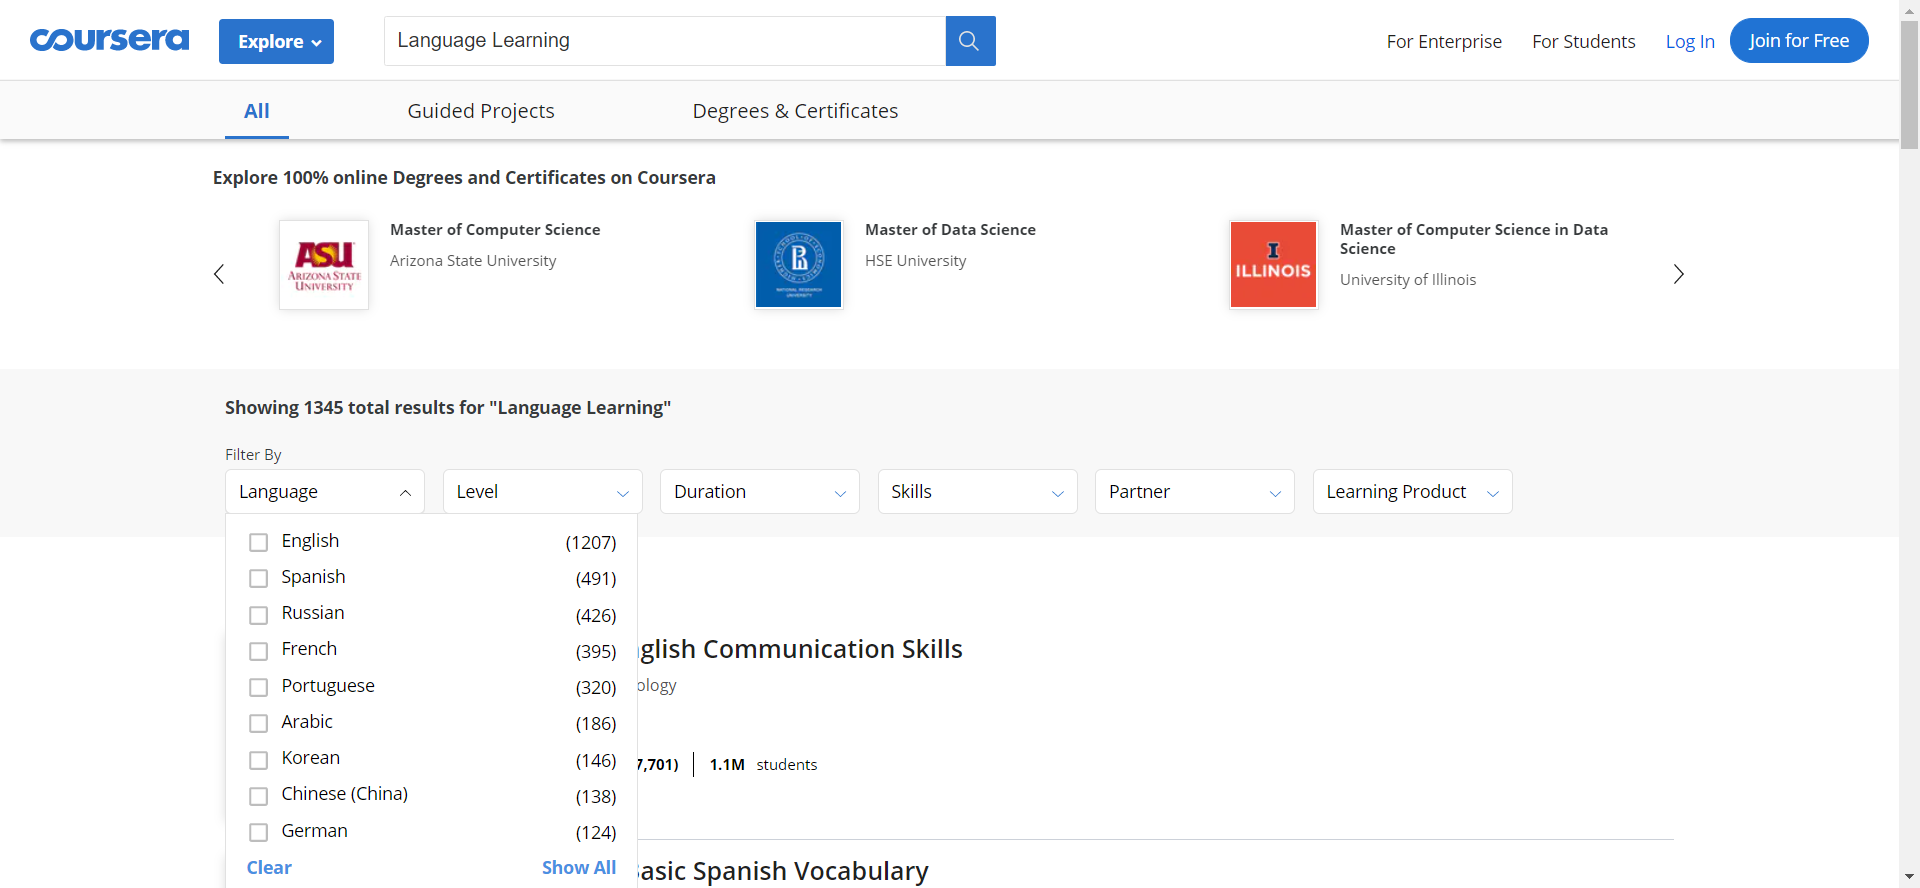 coursera
Explore
Language Learning
For Enterprise
For Students
Log In
Join for Free
All
Guided Projects
Degrees & Certificates
Explore 100% online Degrees and Certificates on Coursera
ASU
ARIZONA STATE
UNIVERSITY
Master of Computer Science
Arizona State University
Master of Data Science
HSE University
I
ILLINOIS
Master of Computer Science in Data
Science
University of Illinois
Showing 1345 total results for "Language Learning"
Filter By
Language
Level
Duration
Skills
Partner
Learning Product
English (1207)
Spanish (491)
Russian (426)
French (395)
Portuguese (320)
Arabic (186)
Korean (146)
Chinese (China) (138)
German (124)
Clear
Show All
glish Communication Skills
ology
7,701)
1.1M students
asic Spanish Vocabulary